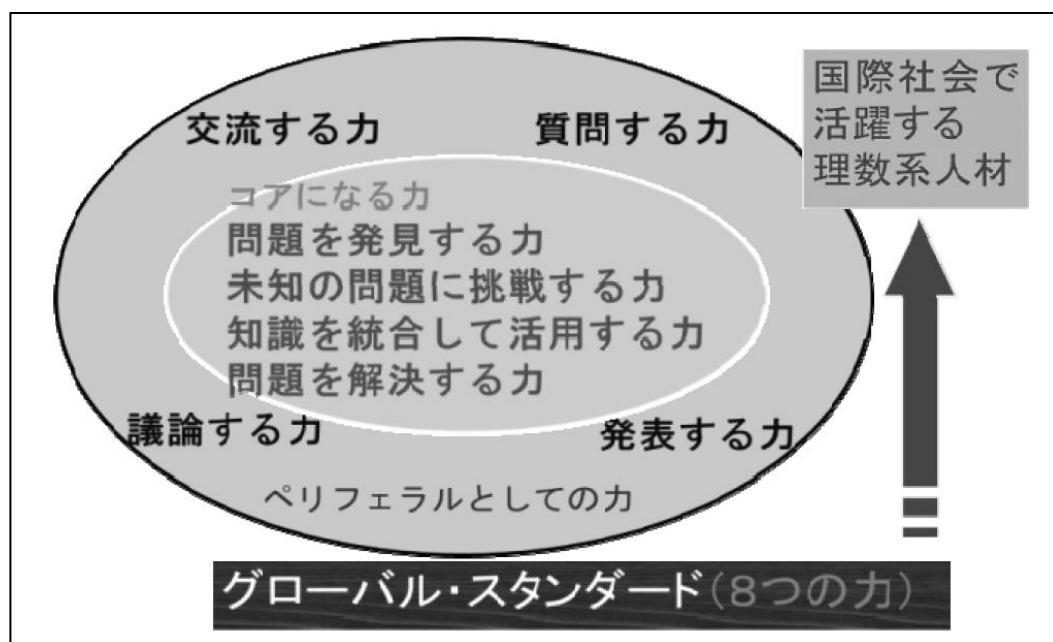 国際社会で
活躍する
理数系人材
交流する力
質問する力
コアになる力
問題を発見する力
未知の問題に挑戦する力
知識を統合して活用する力
問題を解決する力
議論する力
発表する力
ペリフェラルとしての力
グローバル・スタンダード(8つの力)